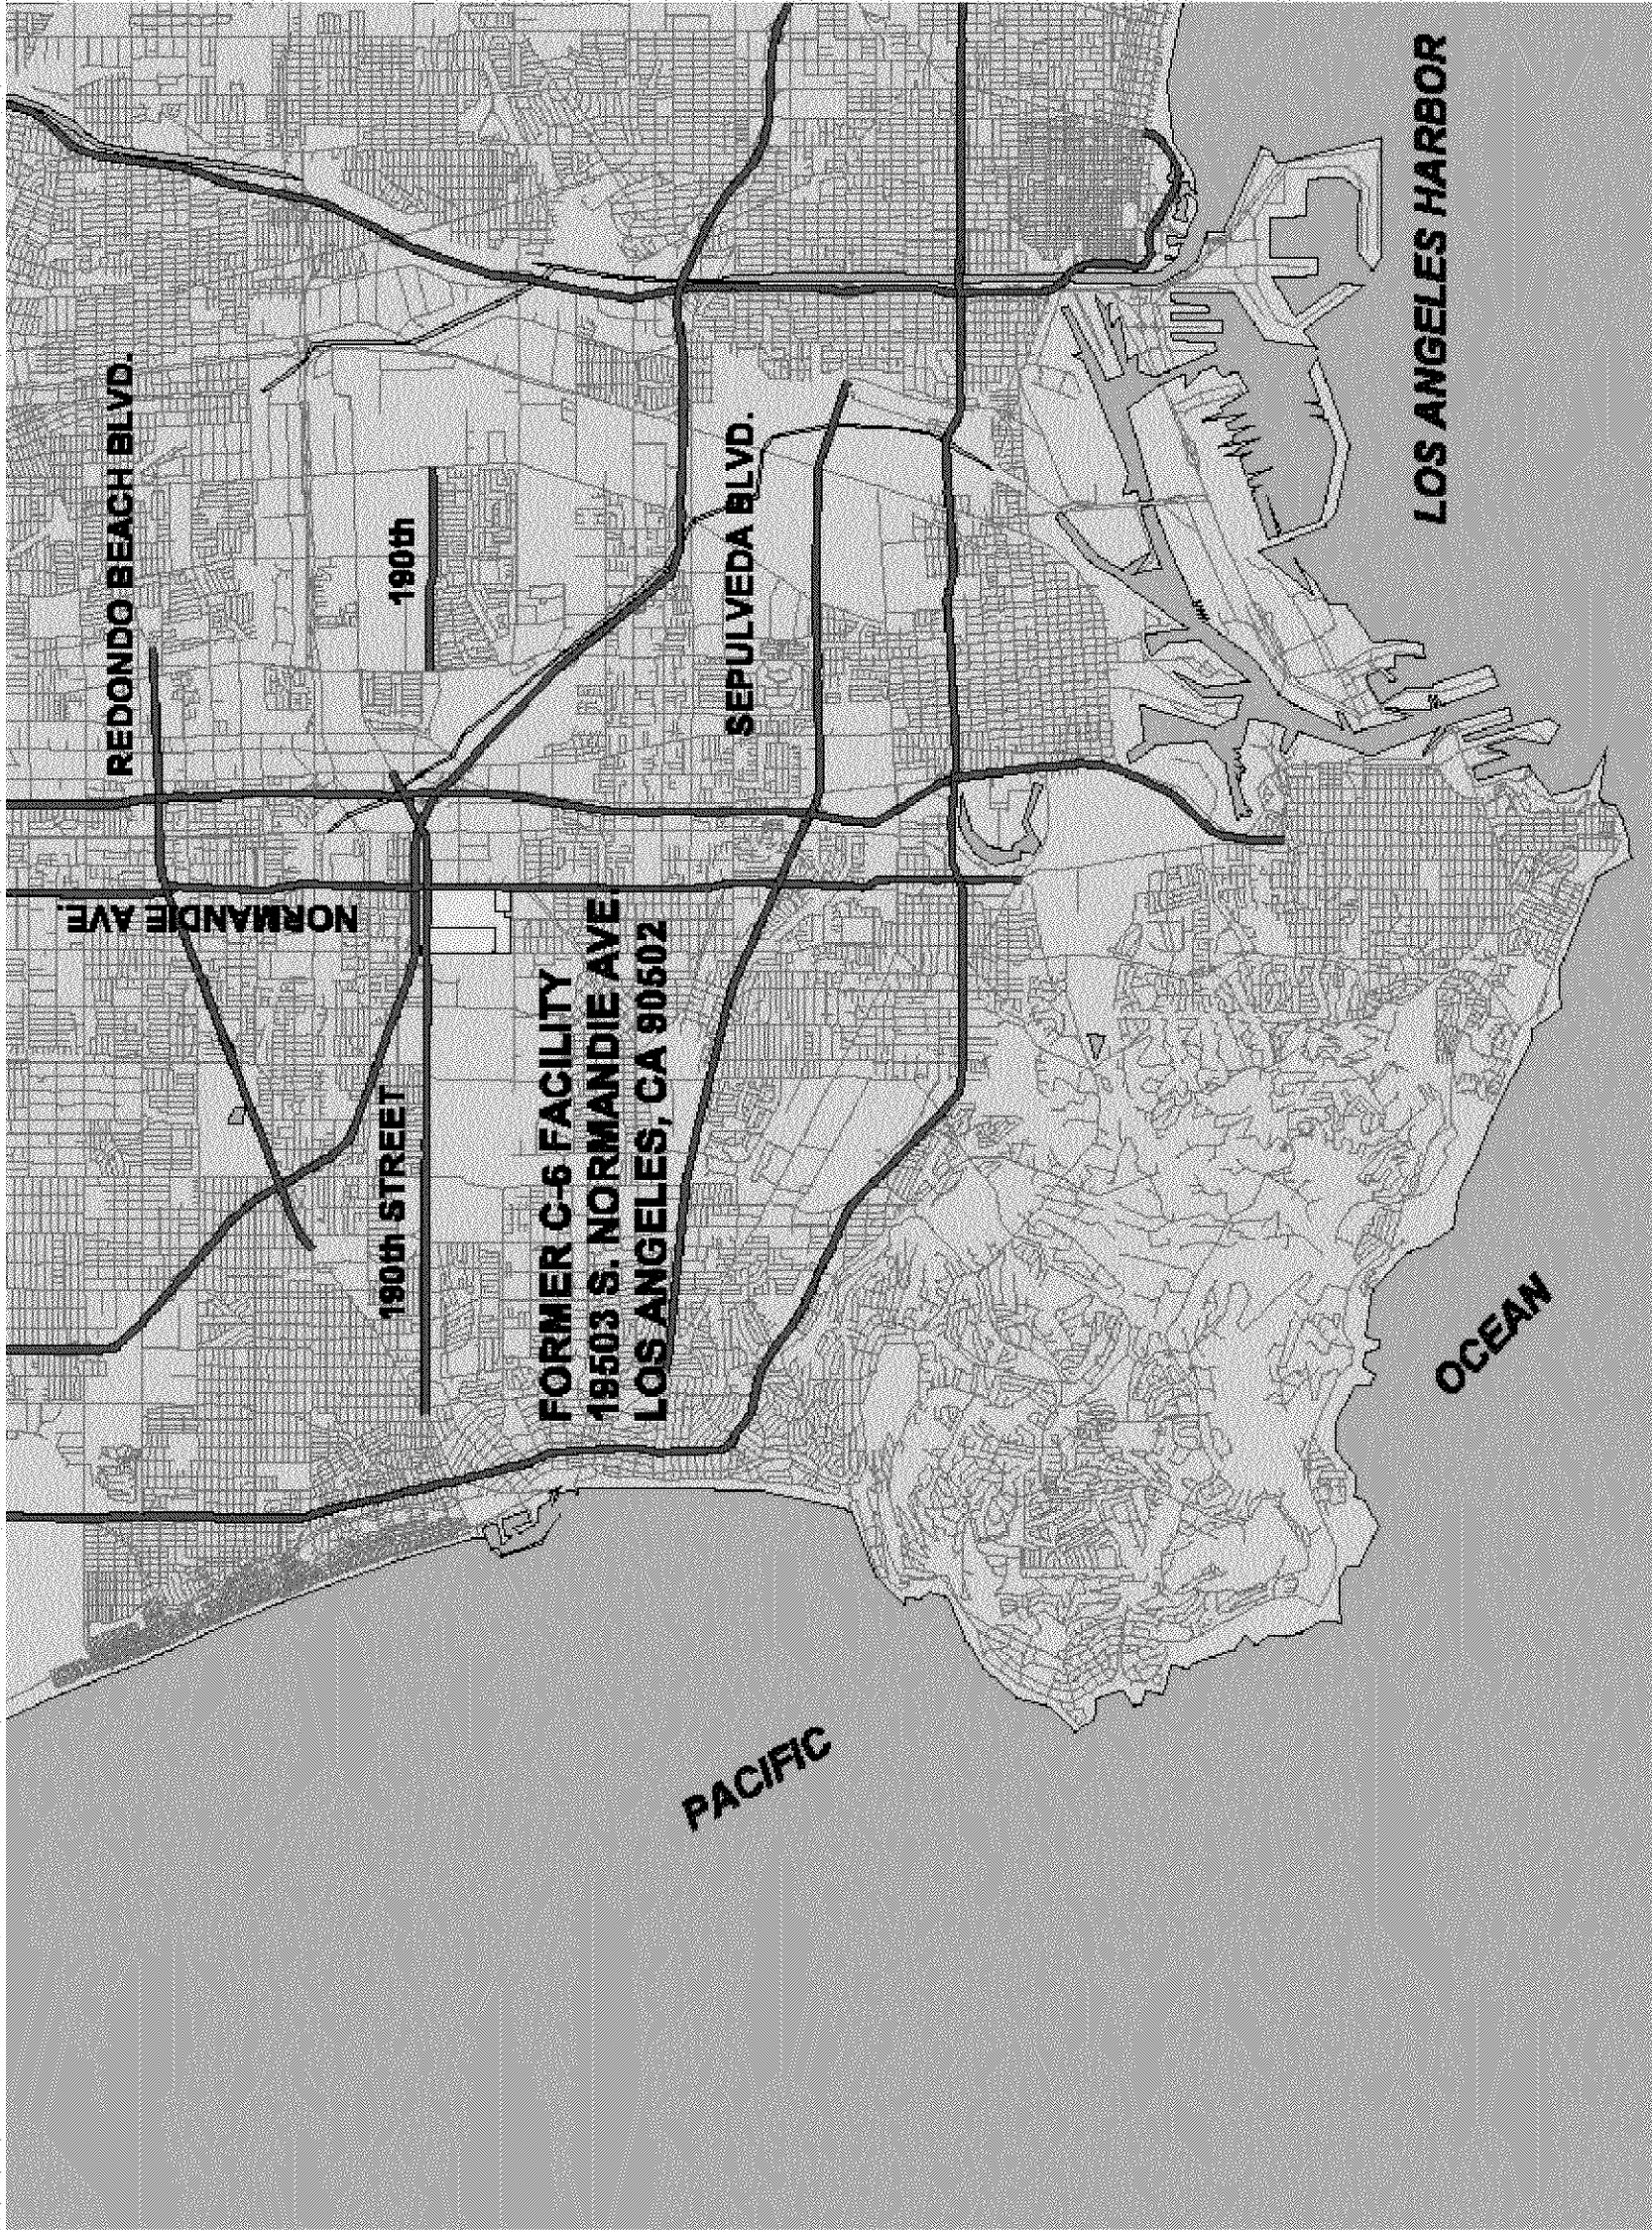 REDONDO BEACH BLVD.
NORMANDIE AVE.
190th
190th STREET
SEPULVEDA BLVD.
FORMER C-6 FACILITY
19503 S. NORMANDIE AVE.
LOS ANGELES, CA 90502
LOS ANGELES HARBOR
PACIFIC
OCEAN